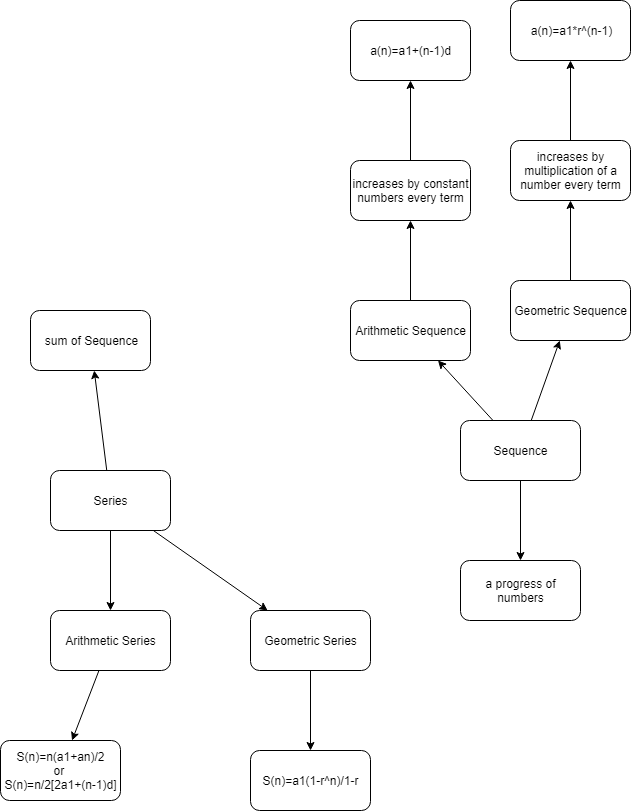 a(n)=a1*r^(n-1)
a(n)=a1+(n-1)d
increases by
multiplication of a
number every term
increases by constant
numbers every term
Geometric Sequence
Arithmetic Sequence
sum of Sequence
Sequence
Series
a progress of
numbers
Arithmetic Series
Geometric Series
S(n)=n(a1+an)/2
or
S(n)=n/2[2a1+(n-1)d]
S(n)=a1(1-r^n)/1-r